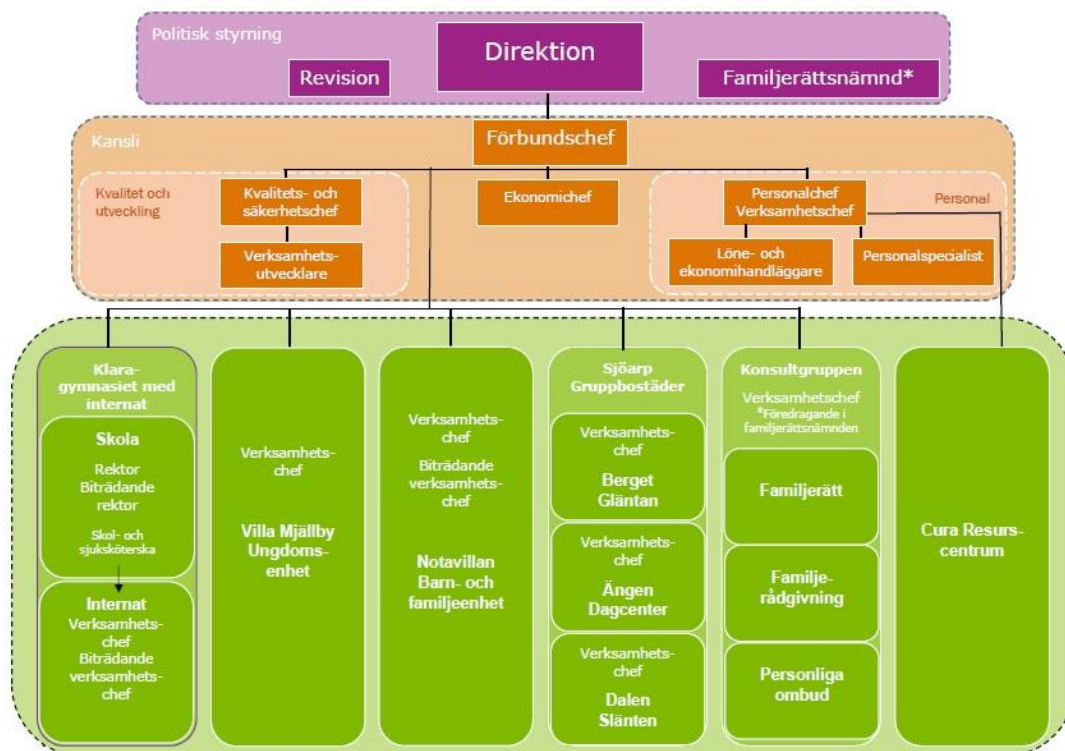 Politisk styrning
Direktion
Revision
Familjerättsnämnd*
Kansli
Förbundschef
Kvalitet och
utveckling
Kvalitets- och
säkerhetschef
Verksamhets-
utvecklare
Ekonomichef
Personalchef
Verksamhetschef
Personal
Löne- och
ekonomihandläggare
Personalspecialist
Klara-
gymnasiet med
internat
Skola
Rektor
Biträdande
rektor
Skol- och
sjuksköterska
Internat
Verksamhets-
chef
Biträdande
verksamhets-
chef
Verksamhets-
chef
Villa Mjällby
Ungdoms-
enhet
Verksamhets-
chef
Biträdande
verksamhets-
chef
Notavillan
Barn- och
familjeenhet
Sjöarp
Gruppbostäder
Verksamhets-
chef
Berget
Gläntan
Verksamhets-
chef
Ängen
Dagcenter
Verksamhets-
chef
Dalen
Slänten
Konsultgruppen
Verksamhetschef
*Föredragande i
familjerättsnämnden
Familjerätt
Familje-
rådgivning
Personliga
ombud
Cura Resurs-
centrum